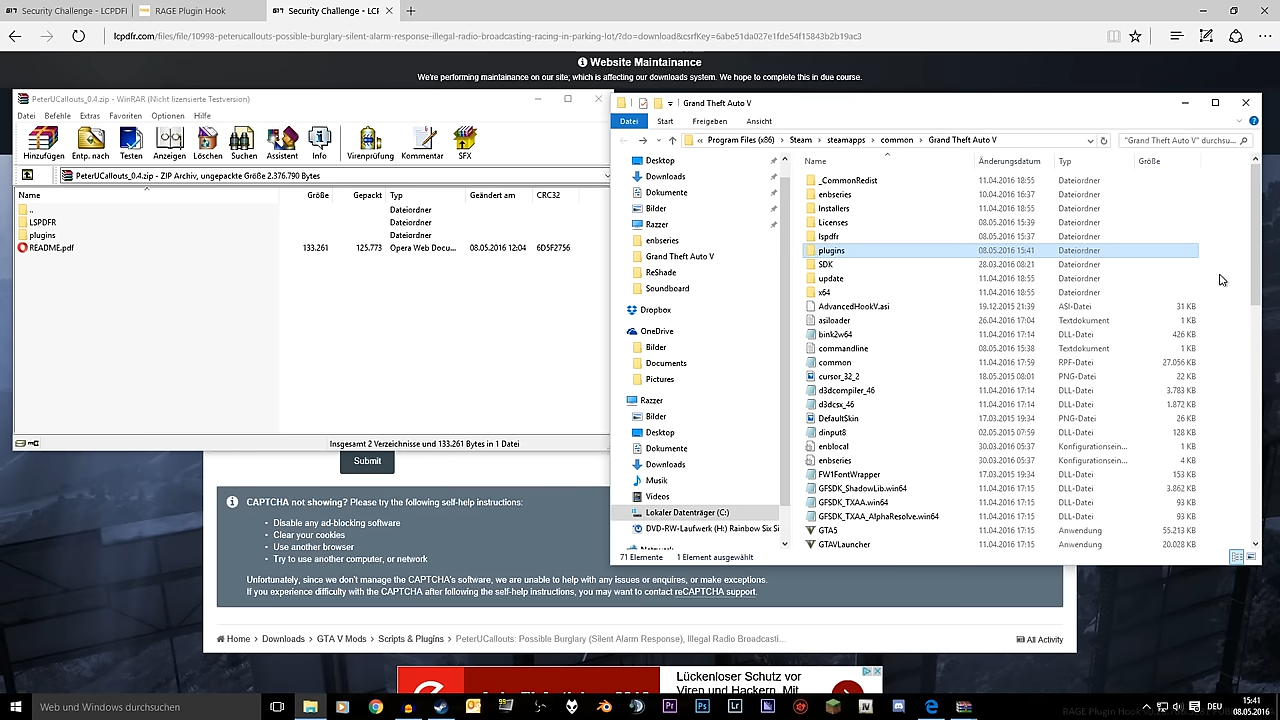 Security Challenge - LCPDFI
RAGE Plugin Hook
Security Challenge - LCF
lcpdfr.com/files/file/10998-peterucallouts-possible-burglary-silent-alarm-response-illegal-radio-broadcasting-racing-in-parking-lot/?do=download&csrfKey=6abe51da027e1fde54f15843b2b19ac3
Website Maintainance
We're performing maintainance on our site; which is affecting our downloads system. We hope to complete this in due course.
PeterUCallouts_0.4.zip - WinRAR (Nicht lizensierte Testversion)
Datei Befehle Extras Favoriten Optionen Hilfe
Hinzufügen Entp. nach Testen Anzeigen Löschen Suchen Assistent Info Virenprüfung Kommentar SFX
PeterUCallouts_0.4.zip - ZIP Archiv, ungepackte Größe 2.376.790 Bytes
Name Größe Gepackt Typ Geändert am CRC32
.. Dateiordner
LSPDFR Dateiordner
plugins Dateiordner
README.pdf 133.261 125.773 Opera Web Docu... 08.05.2016 12:04 6D5F2756
Insgesamt 2 Verzeichnisse und 133.261 Bytes in 1 Datei
Grand Theft Auto V
Datei Start Freigeben Ansicht
« Program Files (x86) Steam steamapps common Grand Theft Auto V
"Grand Theft Auto V" durchsu...
Desktop
Downloads
Dokumente
Bilder
Razzer
enbseries
Grand Theft Auto V
ReShade
Soundboard
Dropbox
OneDrive
Bilder
Documents
Pictures
Razzer
Bilder
Desktop
Dokumente
Downloads
Musik
Videos
Lokaler Datenträger (C:)
DVD-RW-Laufwerk (H:) Rainbow Six Si
Name Änderungsdatum Typ Größe
_CommonRedist 11.04.2016 18:55 Dateiordner
enbseries 10.04.2016 16:37 Dateiordner
Installers 11.04.2016 18:55 Dateiordner
Licenses 08.05.2016 15:39 Dateiordner
lspdfr 08.05.2016 15:37 Dateiordner
plugins 08.05.2016 15:41 Dateiordner
SDK 28.03.2016 08:21 Dateiordner
update 11.04.2016 18:55 Dateiordner
x64 11.04.2016 18:55 Dateiordner
AdvancedHookV.asi 19.12.2015 21:39 ASI-Datei 31 KB
asiloader 26.04.2016 17:04 Textdokument 1 KB
bink2w64 11.04.2016 17:14 DLL-Datei 426 KB
commandline 08.05.2016 15:38 Textdokument 1 KB
common 11.04.2016 17:59 RPF-Datei 27.056 KB
cursor_32_2 18.05.2015 08:01 PNG-Datei 22 KB
d3dcompiler_46 11.04.2016 17:14 DLL-Datei 3.783 KB
d3dcsx_46 11.04.2016 17:14 DLL-Datei 1.872 KB
DefaultSkin 17.03.2015 19:34 PNG-Datei 26 KB
dinput8 02.05.2015 07:59 DLL-Datei 128 KB
enblocal 30.03.2016 05:37 Konfigurationsein... 1 KB
enbseries 30.03.2016 05:37 Konfigurationsein... 4 KB
FW1FontWrapper 17.03.2015 19:34 DLL-Datei 153 KB
GFSDK_ShadowLib.win64 11.04.2016 17:15 DLL-Datei 3.862 KB
GFSDK_TXAA.win64 11.04.2016 17:15 DLL-Datei 93 KB
GFSDK_TXAA_AlphaResolve.win64 11.04.2016 17:15 DLL-Datei 93 KB
GTA5 11.04.2016 17:15 Anwendung 55.213 KB
GTAVLauncher 11.04.2016 17:15 Anwendung 20.028 KB
71 Elemente 1 Element ausgewählt
Submit
CAPTCHA not showing? Please try the following self-help instructions:
• Disable any ad-blocking software
• Clear your cookies
• Use another browser
• Try to use another computer, or network
Unfortunately, since we don't manage the CAPTCHA's software, we are unable to help with any issues or enquires, or make exceptions.
If you experience difficulty with the CAPTCHA after following the self-help instructions, you may want to contact reCAPTCHA support.
Home > Downloads > GTA V Mods > Scripts & Plugins > PeterUCallouts: Possible Burglary (Silent Alarm Response), Illegal Radio Broadcasti...
All Activity
Lückenloser Schutz vor
Viren und Hackern. Mit
Web und Windows durchsuchen
DEU
15:41
08.05.2016
RAGE Plugin Hook